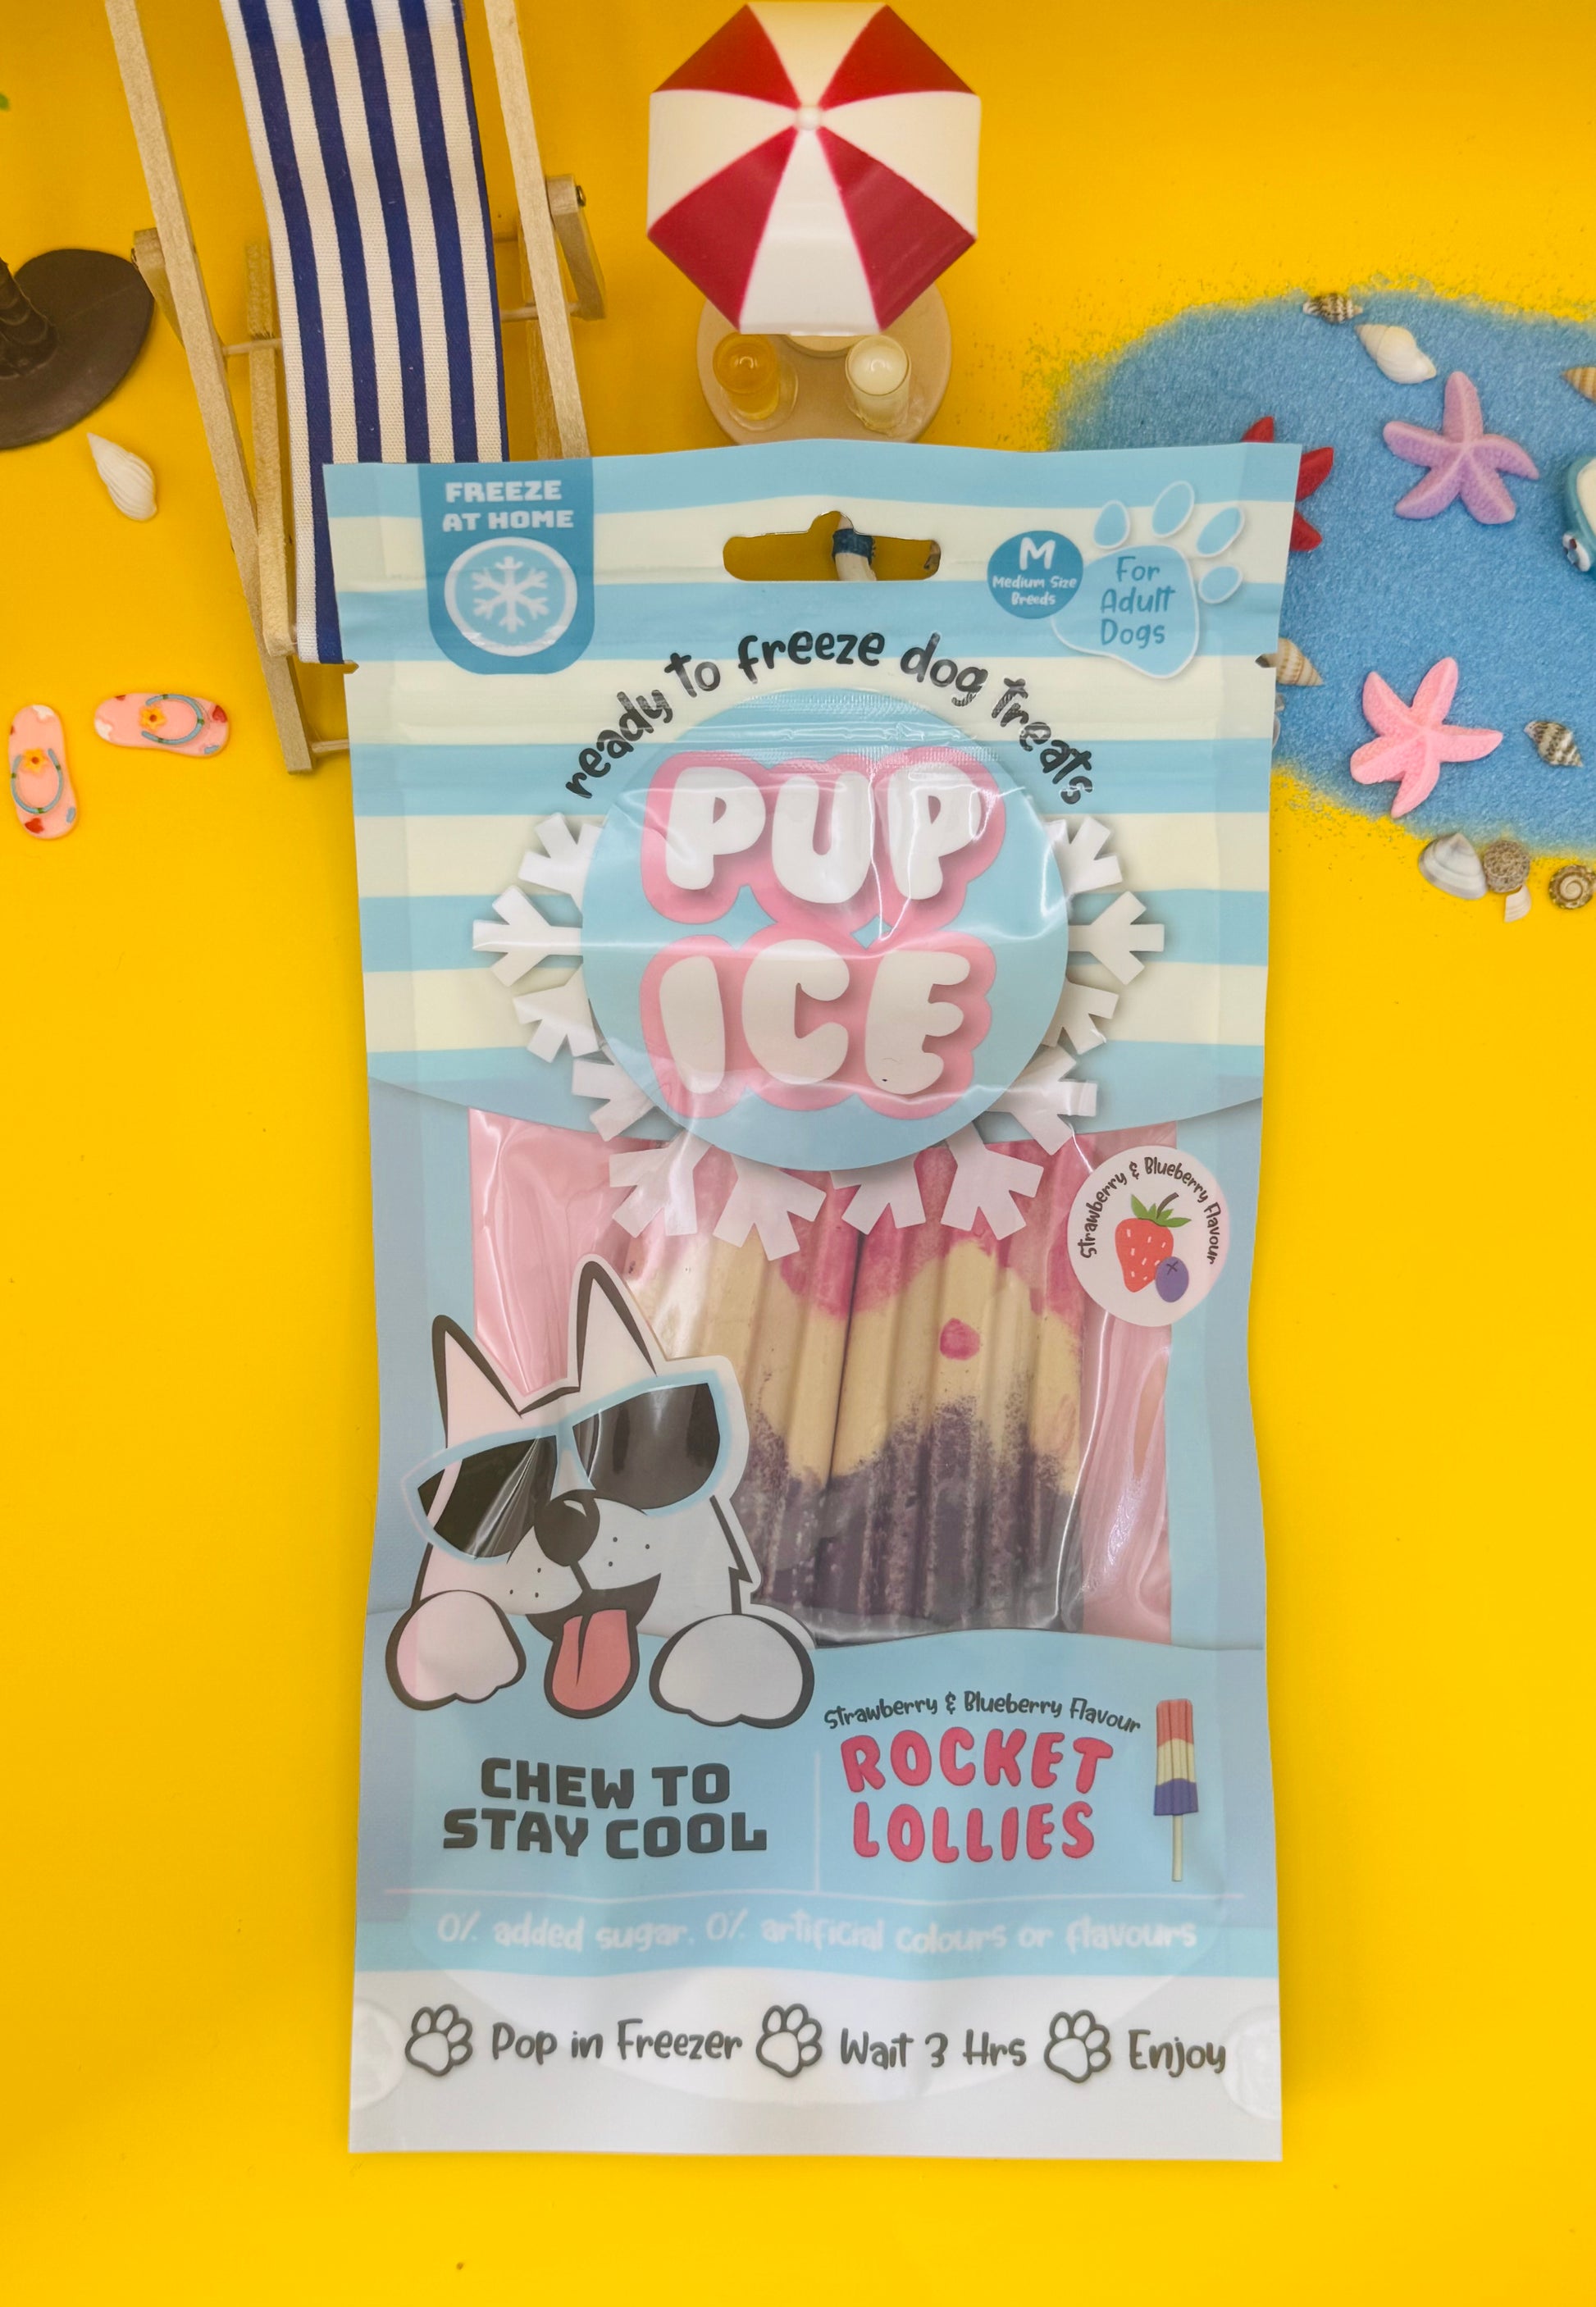 FREEZE
AT HOME
M
Medium Size
Breeds
For
Adult
Dogs
ready to freeze dog treats
PUP
ICE
Strawberry & Blueberry Flavour
Strawberry & Blueberry Flavour
ROCKET
LOLLIES
CHEW TO
STAY COOL
0% added sugar. 0% artificial colours or flavours
Pop in Freezer Wait 3 Hrs Enjoy